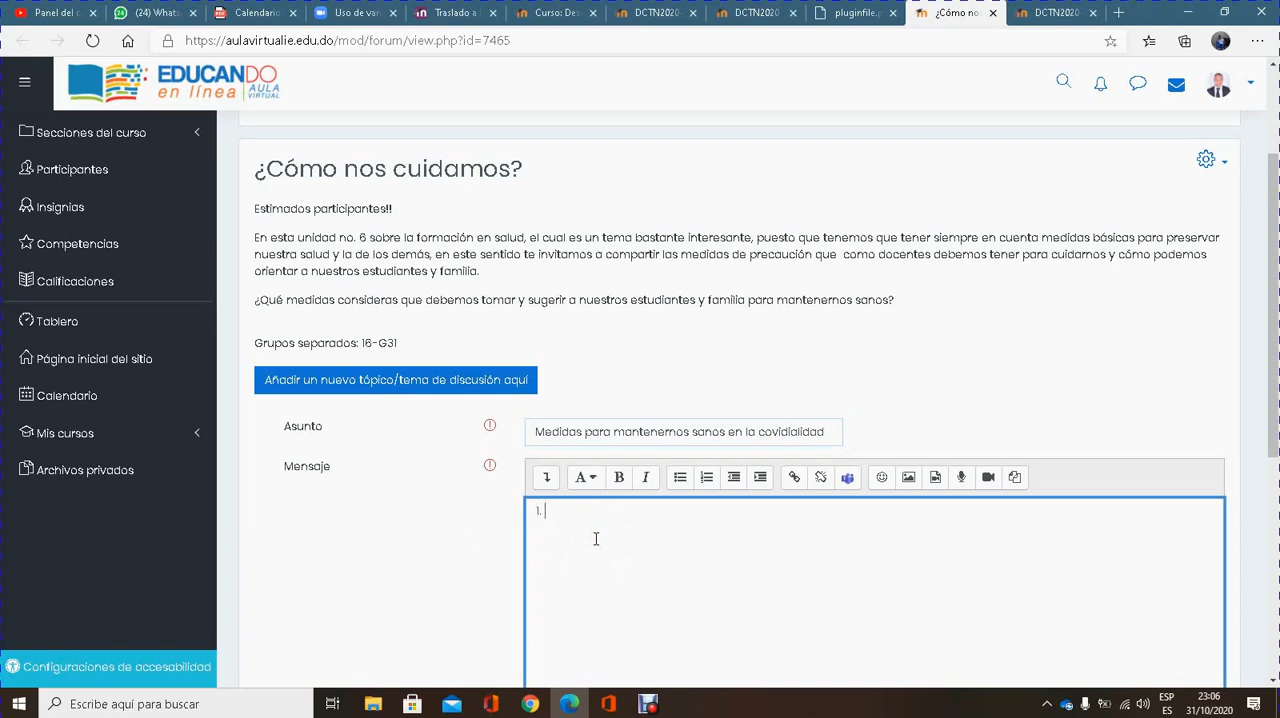 Panel de c
(24) Whats
Calendario
Uso de var
Traslado a
Curso: Des
DCTN2020
DCTN2020
pluginfile.p
¿Cómo nos
DCTN2020
https://aulavirtualie.edu.do/mod/forum/view.php?id=7465
EDUCANDO
en línea
AULA
VIRTUAL
Secciones del curso
Participantes
Insignias
Competencias
Calificaciones
Tablero
Página inicial del sitio
Calendario
Mis cursos
Archivos privados
Configuraciones de accesabilidad
¿Cómo nos cuidamos?
Estimados participantes!!
En esta unidad no. 6 sobre la formación en salud, el cual es un tema bastante interesante, puesto que tenemos que tener siempre en cuenta medidas básicas para preservar
nuestra salud y la de los demás, en este sentido te invitamos a compartir las medidas de precaución que como docentes debemos tener para cuidarnos y cómo podemos
orientar a nuestros estudiantes y familia.
¿Qué medidas consideras que debemos tomar y sugerir a nuestros estudiantes y familia para mantenernos sanos?
Grupos separados: 16-G31
Añadir un nuevo tópico/tema de discusión aquí
Asunto
Medidas para mantenernos sanos en la covidialidad
Mensaje
A
B
I
1.
Escribe aquí para buscar
ESP
ES
23:06
31/10/2020